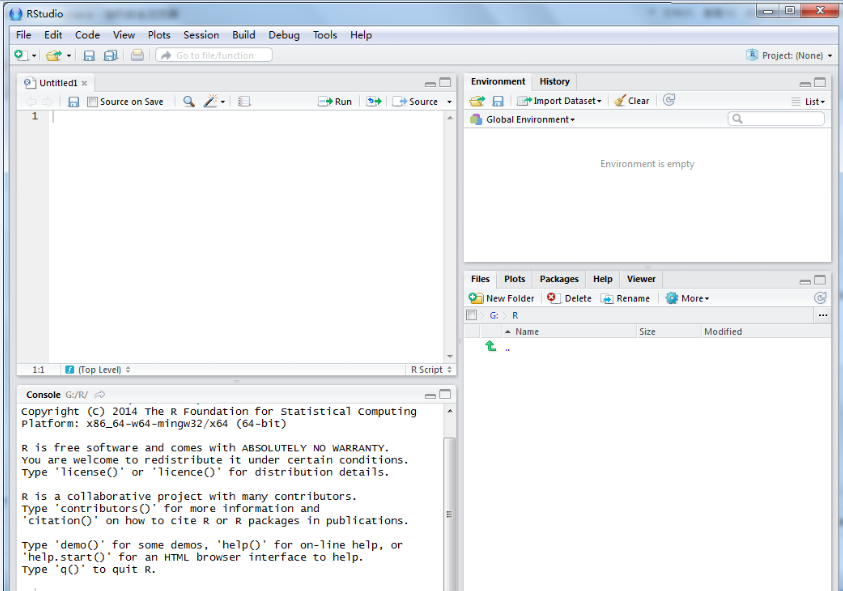 RStudio
File Edit Code View Plots Session Build Debug Tools Help
Go to file/function Project: (None)
Untitled1
Source on Save Run Source
1
1:1 (Top Level) R Script
Console G:/R/
Copyright (C) 2014 The R Foundation for Statistical Computing
Platform: x86_64-w64-mingw32/x64 (64-bit)
R is free software and comes with ABSOLUTELY NO WARRANTY.
You are welcome to redistribute it under certain conditions.
Type 'license()' or 'licence()' for distribution details.
R is a collaborative project with many contributors.
Type 'contributors()' for more information and
'citation()' on how to cite R or R packages in publications.
Type 'demo()' for some demos, 'help()' for on-line help, or
'help.start()' for an HTML browser interface to help.
Type 'q()' to quit R.
Environment History
Import Dataset Clear List
Global Environment
Environment is empty
Files Plots Packages Help Viewer
New Folder Delete Rename More
G: R ...
Name Size Modified
..